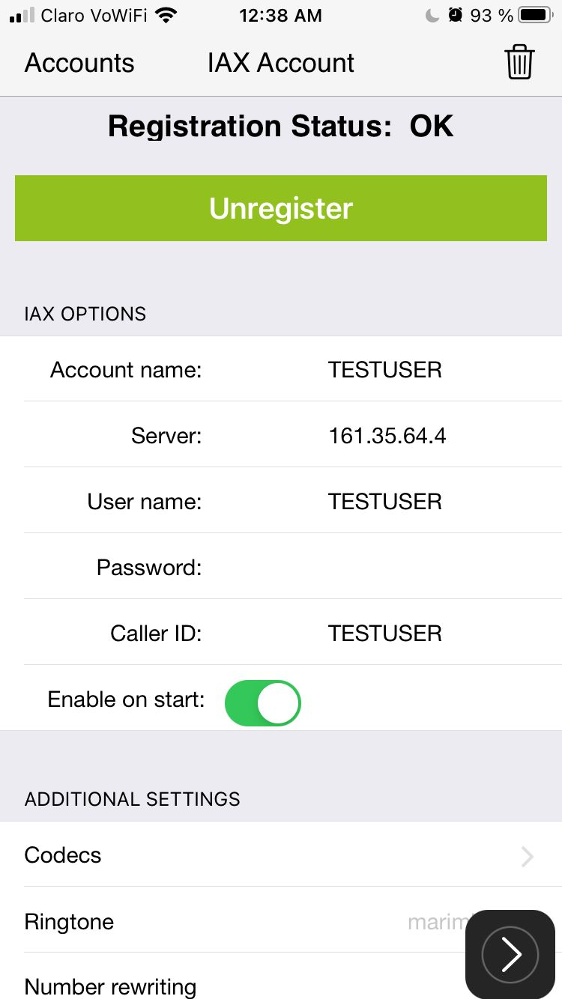 Claro VoWiFi 12:38 AM 93 %
Accounts IAX Account
Registration Status: OK
Unregister
IAX OPTIONS
Account name: TESTUSER
Server: 161.35.64.4
User name: TESTUSER
Password:
Caller ID: TESTUSER
Enable on start:
ADDITIONAL SETTINGS
Codecs
Ringtone
Number rewriting